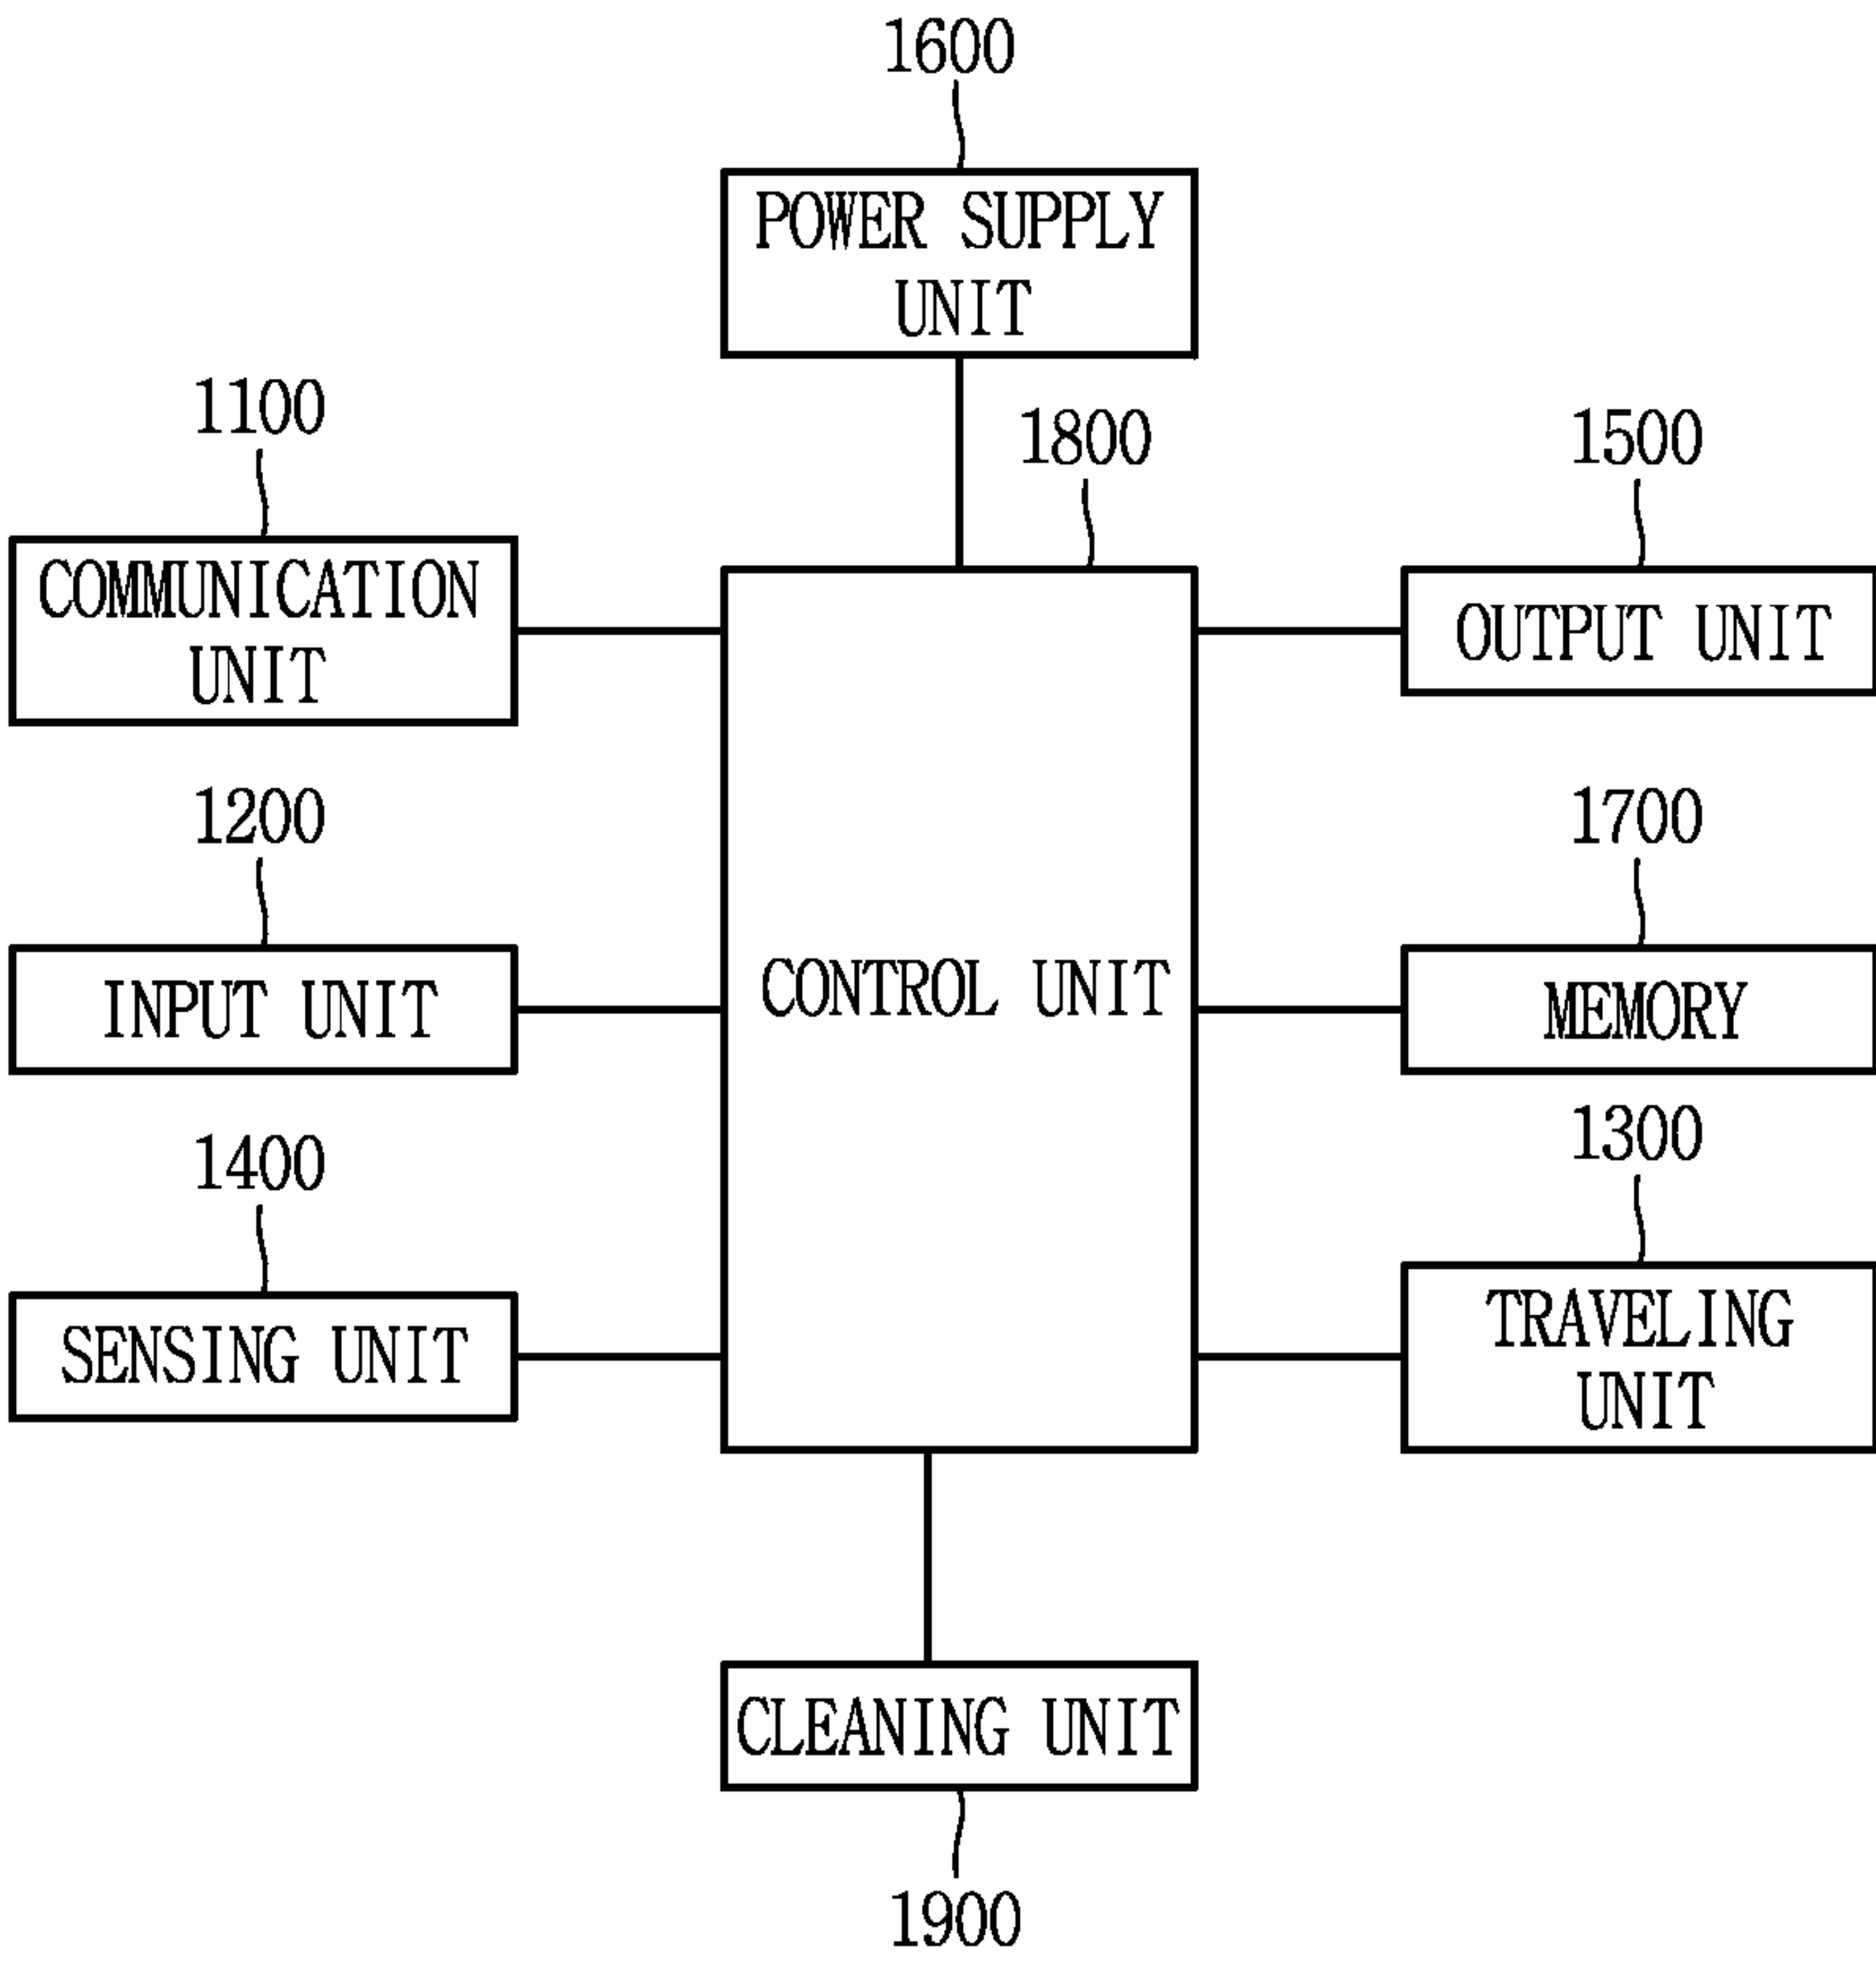 1600
POWER SUPPLY
UNIT
1100
1800
1500
COMMUNICATION
UNIT
OUTPUT UNIT
1200
1700
INPUT UNIT
CONTROL UNIT
MEMORY
1400
1300
SENSING UNIT
TRAVELING
UNIT
CLEANING UNIT
1900